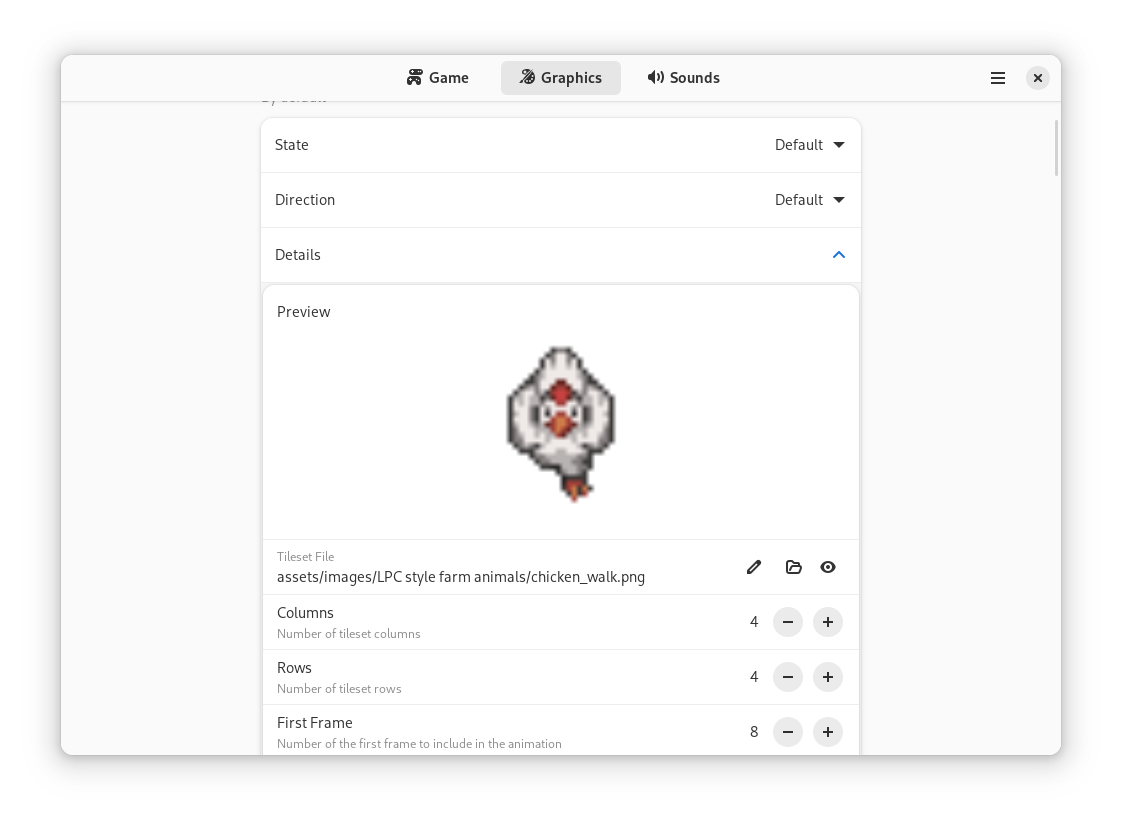 Game
Graphics
Sounds
State
Default
Direction
Default
Details
Preview
Tileset File
assets/images/LPC style farm animals/chicken_walk.png
Columns
4
Number of tileset columns
Rows
4
Number of tileset rows
First Frame
8
Number of the first frame to include in the animation